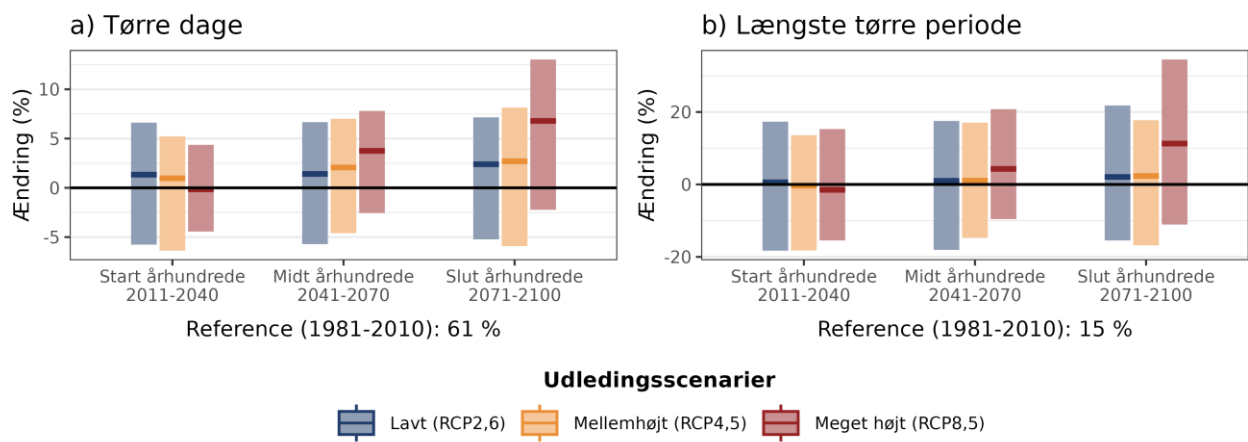 a) Tørre dage
Ændring (%)
10
5
0
-5
Start århundrede
2011-2040
Midt århundrede
2041-2070
Slut århundrede
2071-2100
Reference (1981-2010): 61 %
b) Længste tørre periode
Ændring (%)
20
0
-20
Start århundrede
2011-2040
Midt århundrede
2041-2070
Slut århundrede
2071-2100
Reference (1981-2010): 15 %
Udledingsscenarier
Lavt (RCP2,6)
Mellemhøjt (RCP4,5)
Meget højt (RCP8,5)